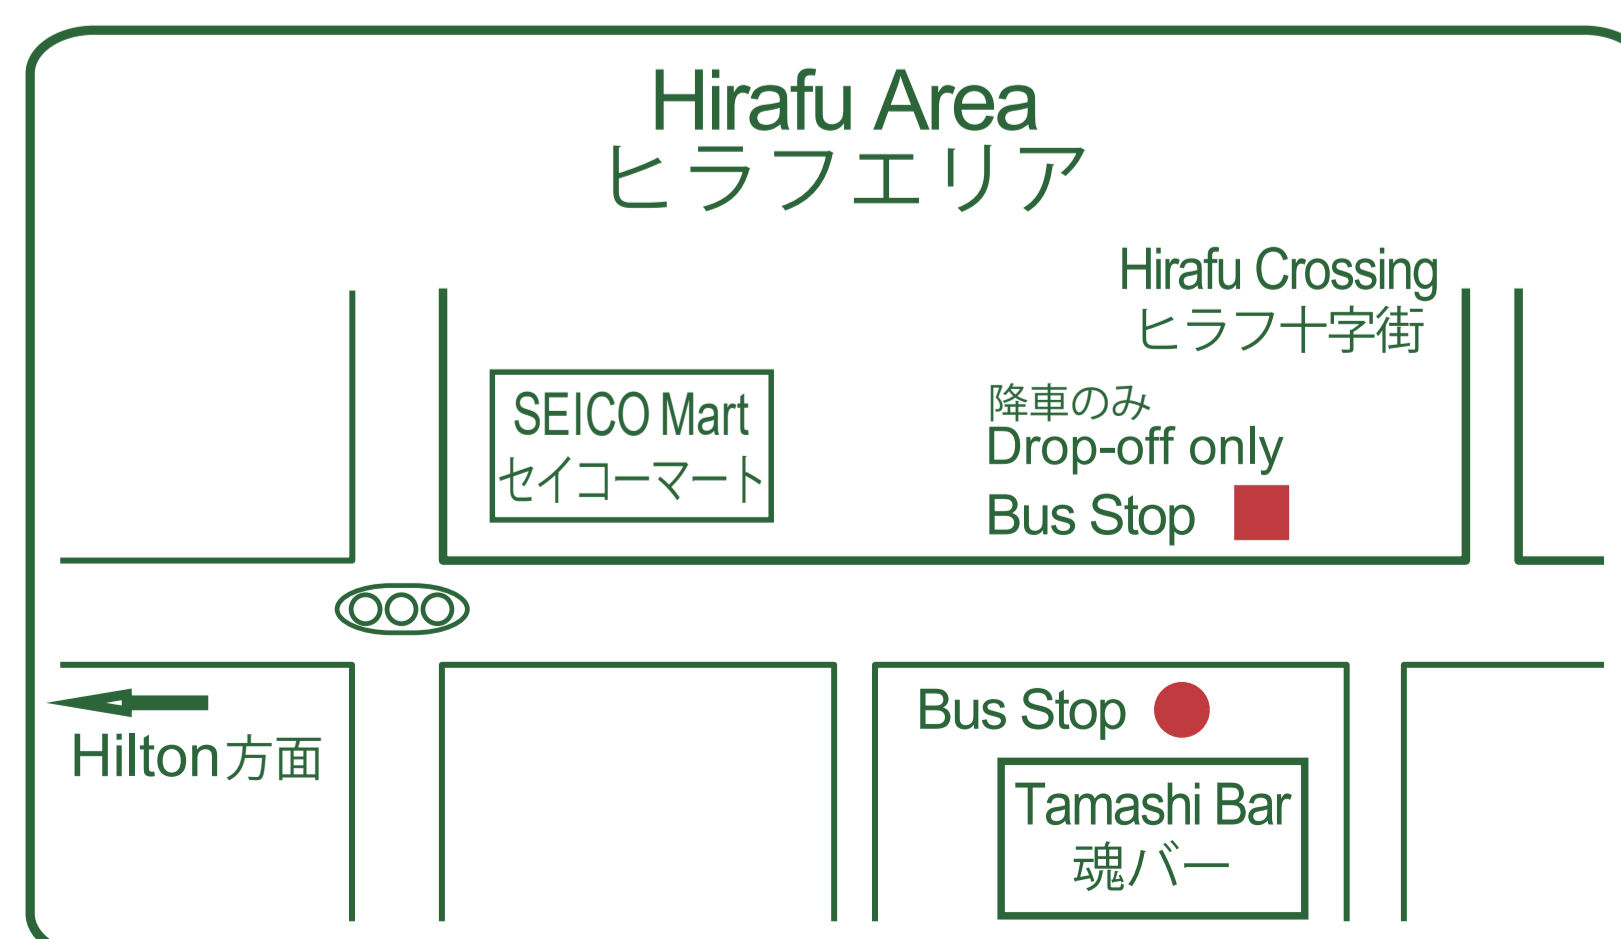 Hirafu Area
ヒラフエリア
Hirafu Crossing
ヒラフ十字街
SEICO Mart
セイコーマート
降車のみ
Drop-off only
Bus Stop
Hilton方面
Bus Stop
Tamashi Bar
魂バー